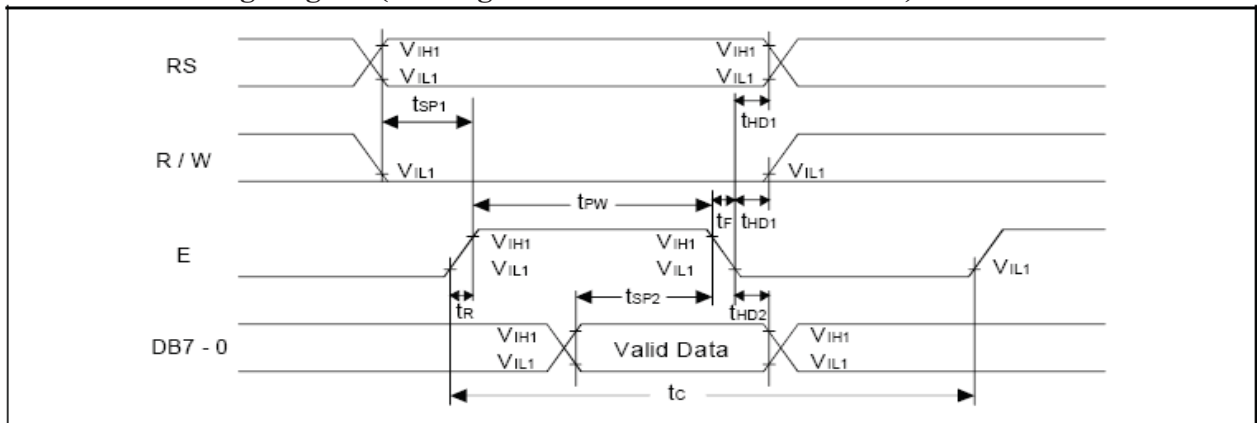 RS
VIH1
VIH1
VIL1
VIL1
tSP1
tHD1
R / W
VIL1
VIL1
tPW
tF
tHD1
E
VIH1
VIH1
VIL1
VIL1
VIL1
tSP2
tR
tHD2
DB7 - 0
VIH1
Valid Data
VIH1
VIL1
VIL1
tC